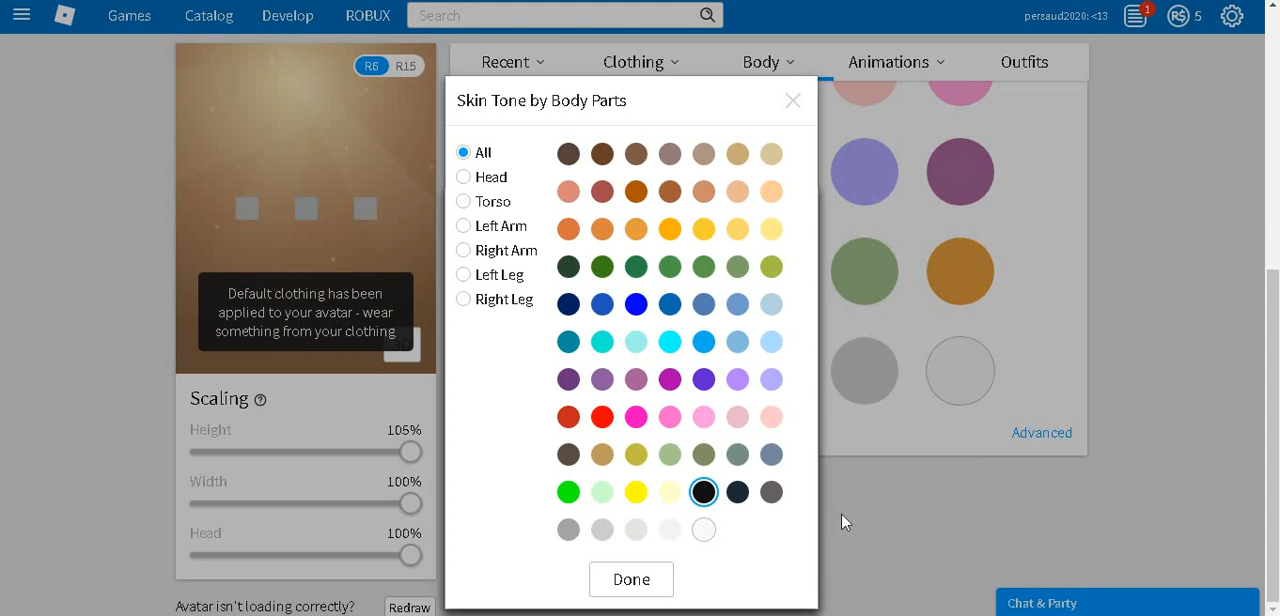 Games Catalog Develop ROBUX Search persaud2020: <13 1 R$ 5
R6 R15
Recent Clothing Body Animations Outfits
Skin Tone by Body Parts
All
Head
Torso
Left Arm
Right Arm
Left Leg
Right Leg
Done
Default clothing has been
applied to your avatar - wear
something from your clothing
Scaling ?
Height 105%
Width 100%
Head 100%
Avatar isn't loading correctly? Redraw
Advanced
Chat & Party